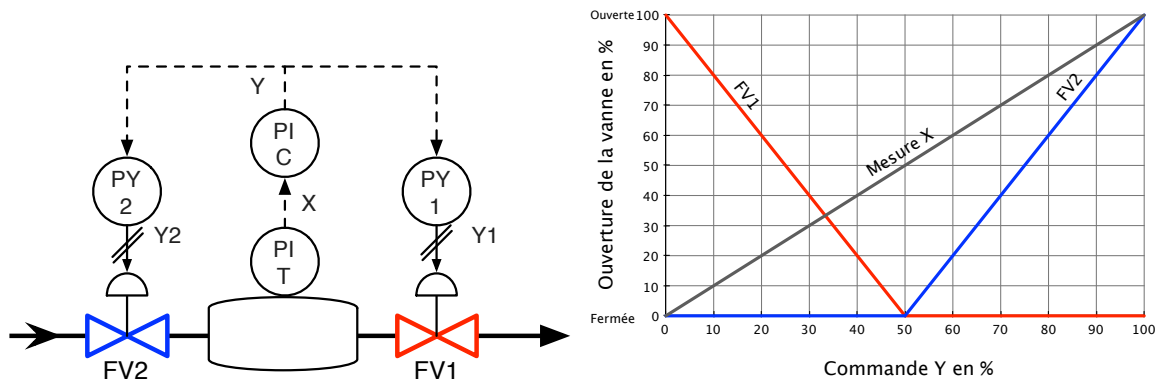 Y
PI
C
PY
2
X
PY
1
Y2
PI
T
Y1
FV2
FV1
Ouverture de la vanne en %
Ouverte 100
90
80
70
60
50
40
30
20
10
Fermée 0
FV1
Mesure X
FV2
0 10 20 30 40 50 60 70 80 90 100
Commande Y en %